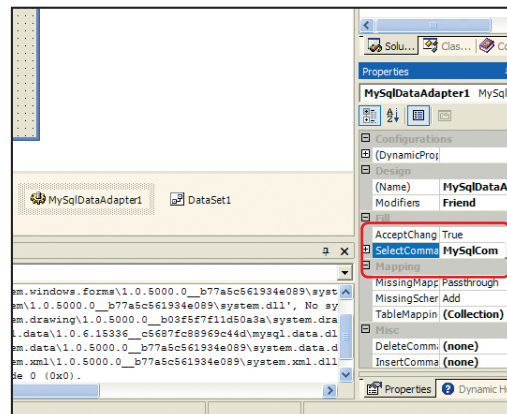 Solu... Clas... Co
Properties
MySqlDataAdapter1 MySql
Configurations
(DynamicProp
Design
(Name) MySqlDataA
Modifiers Friend
Fill
AcceptChang True
SelectComma MySqlCom
Mapping
MissingMapp Passthrough
MissingScher Add
TableMappin (Collection)
Misc
DeleteComm (none)
InsertComma (none)
Properties Dynamic He
MySqlDataAdapter1 DataSet1
em.windows.forms\1.0.5000.0__b77a5c561934e089\syst
em\1.0.5000.0__b77a5c561934e089\system.dll', No sy
em.drawing\1.0.5000.0__b03f5f7f11d50a3a\system.dra
l.data\1.0.6.15336__c5687fc88969c44d\mysql.data.dl
em.data\1.0.5000.0__b77a5c561934e089\system.data.d
em.xml\1.0.5000.0__b77a5c561934e089\system.xml.dll
de 0 (0x0).